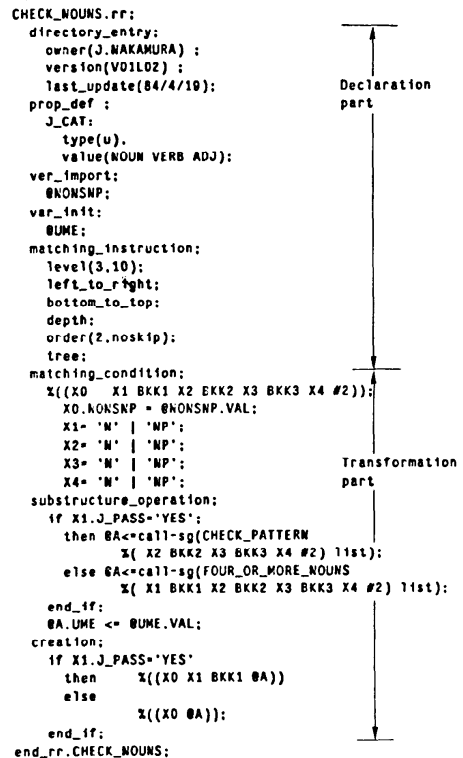 CHECK_NOUNS.rr;
directory_entry;
owner(J.NAKAMURA) ;
version(V01L02) ;
last_update(84/4/19);
prop_def ;
J_CAT:
type(u),
value(NOUN VERB ADJ);
ver_import;
@NONSNP;
var_init;
@UME;
matching_instruction;
level(3,10);
left_to_right;
bottom_to_top;
depth;
order(2,noskip);
tree;
Declaration
part
matching_condition;
%((X0 X1 BKK1 X2 BKK2 X3 BKK3 X4 #2));
X0.NONSNP = @NONSNP.VAL;
X1= 'N' | 'NP';
X2= 'N' | 'NP';
X3= 'N' | 'NP';
X4= 'N' | 'NP';
substructure_operation;
if X1.J_PASS='YES';
then @A<=call-sg(CHECK_PATTERN
%( X2 BKK2 X3 BKK3 X4 #2) list);
else @A<=call-sg(FOUR_OR_MORE_NOUNS
%( X1 BKK1 X2 BKK2 X3 BKK3 X4 #2) list);
end_if;
@A.UME <= @UME.VAL;
creation;
if X1.J_PASS='YES'
then %((X0 X1 BKK1 @A))
else
%((X0 @A));
end_if;
end_rr.CHECK_NOUNS;
Transformation
part